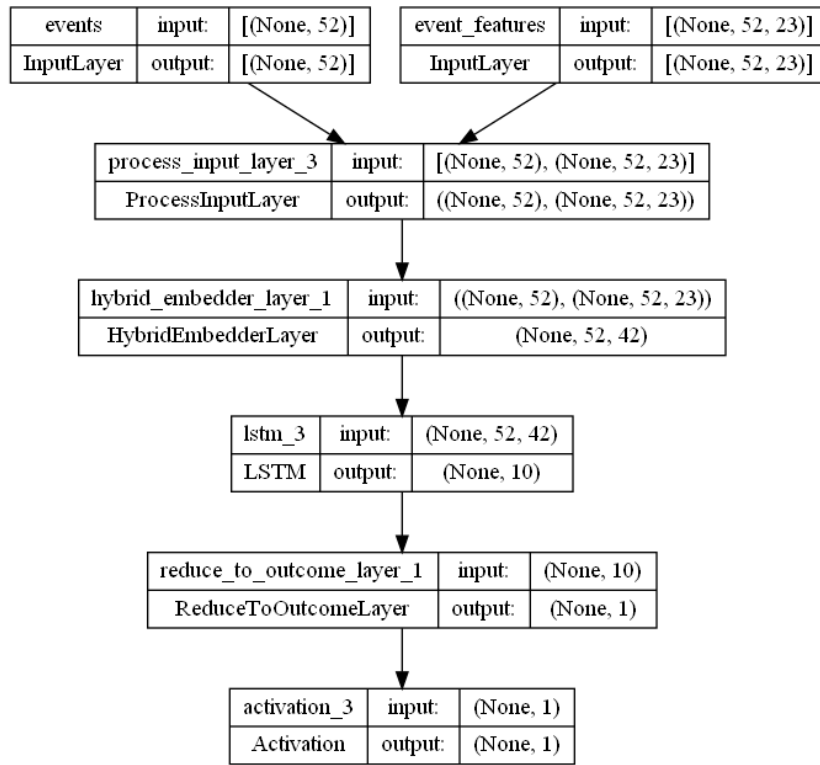 events input: [(None, 52)]
InputLayer output: [(None, 52)]
event_features input: [(None, 52, 23)]
InputLayer output: [(None, 52, 23)]
process_input_layer_3 input: [(None, 52), (None, 52, 23)]
ProcessInputLayer output: ((None, 52), (None, 52, 23))
hybrid_embedder_layer_1 input: ((None, 52), (None, 52, 23))
HybridEmbedderLayer output: (None, 52, 42)
lstm_3 input: (None, 52, 42)
LSTM output: (None, 10)
reduce_to_outcome_layer_1 input: (None, 10)
ReduceToOutcomeLayer output: (None, 1)
activation_3 input: (None, 1)
Activation output: (None, 1)